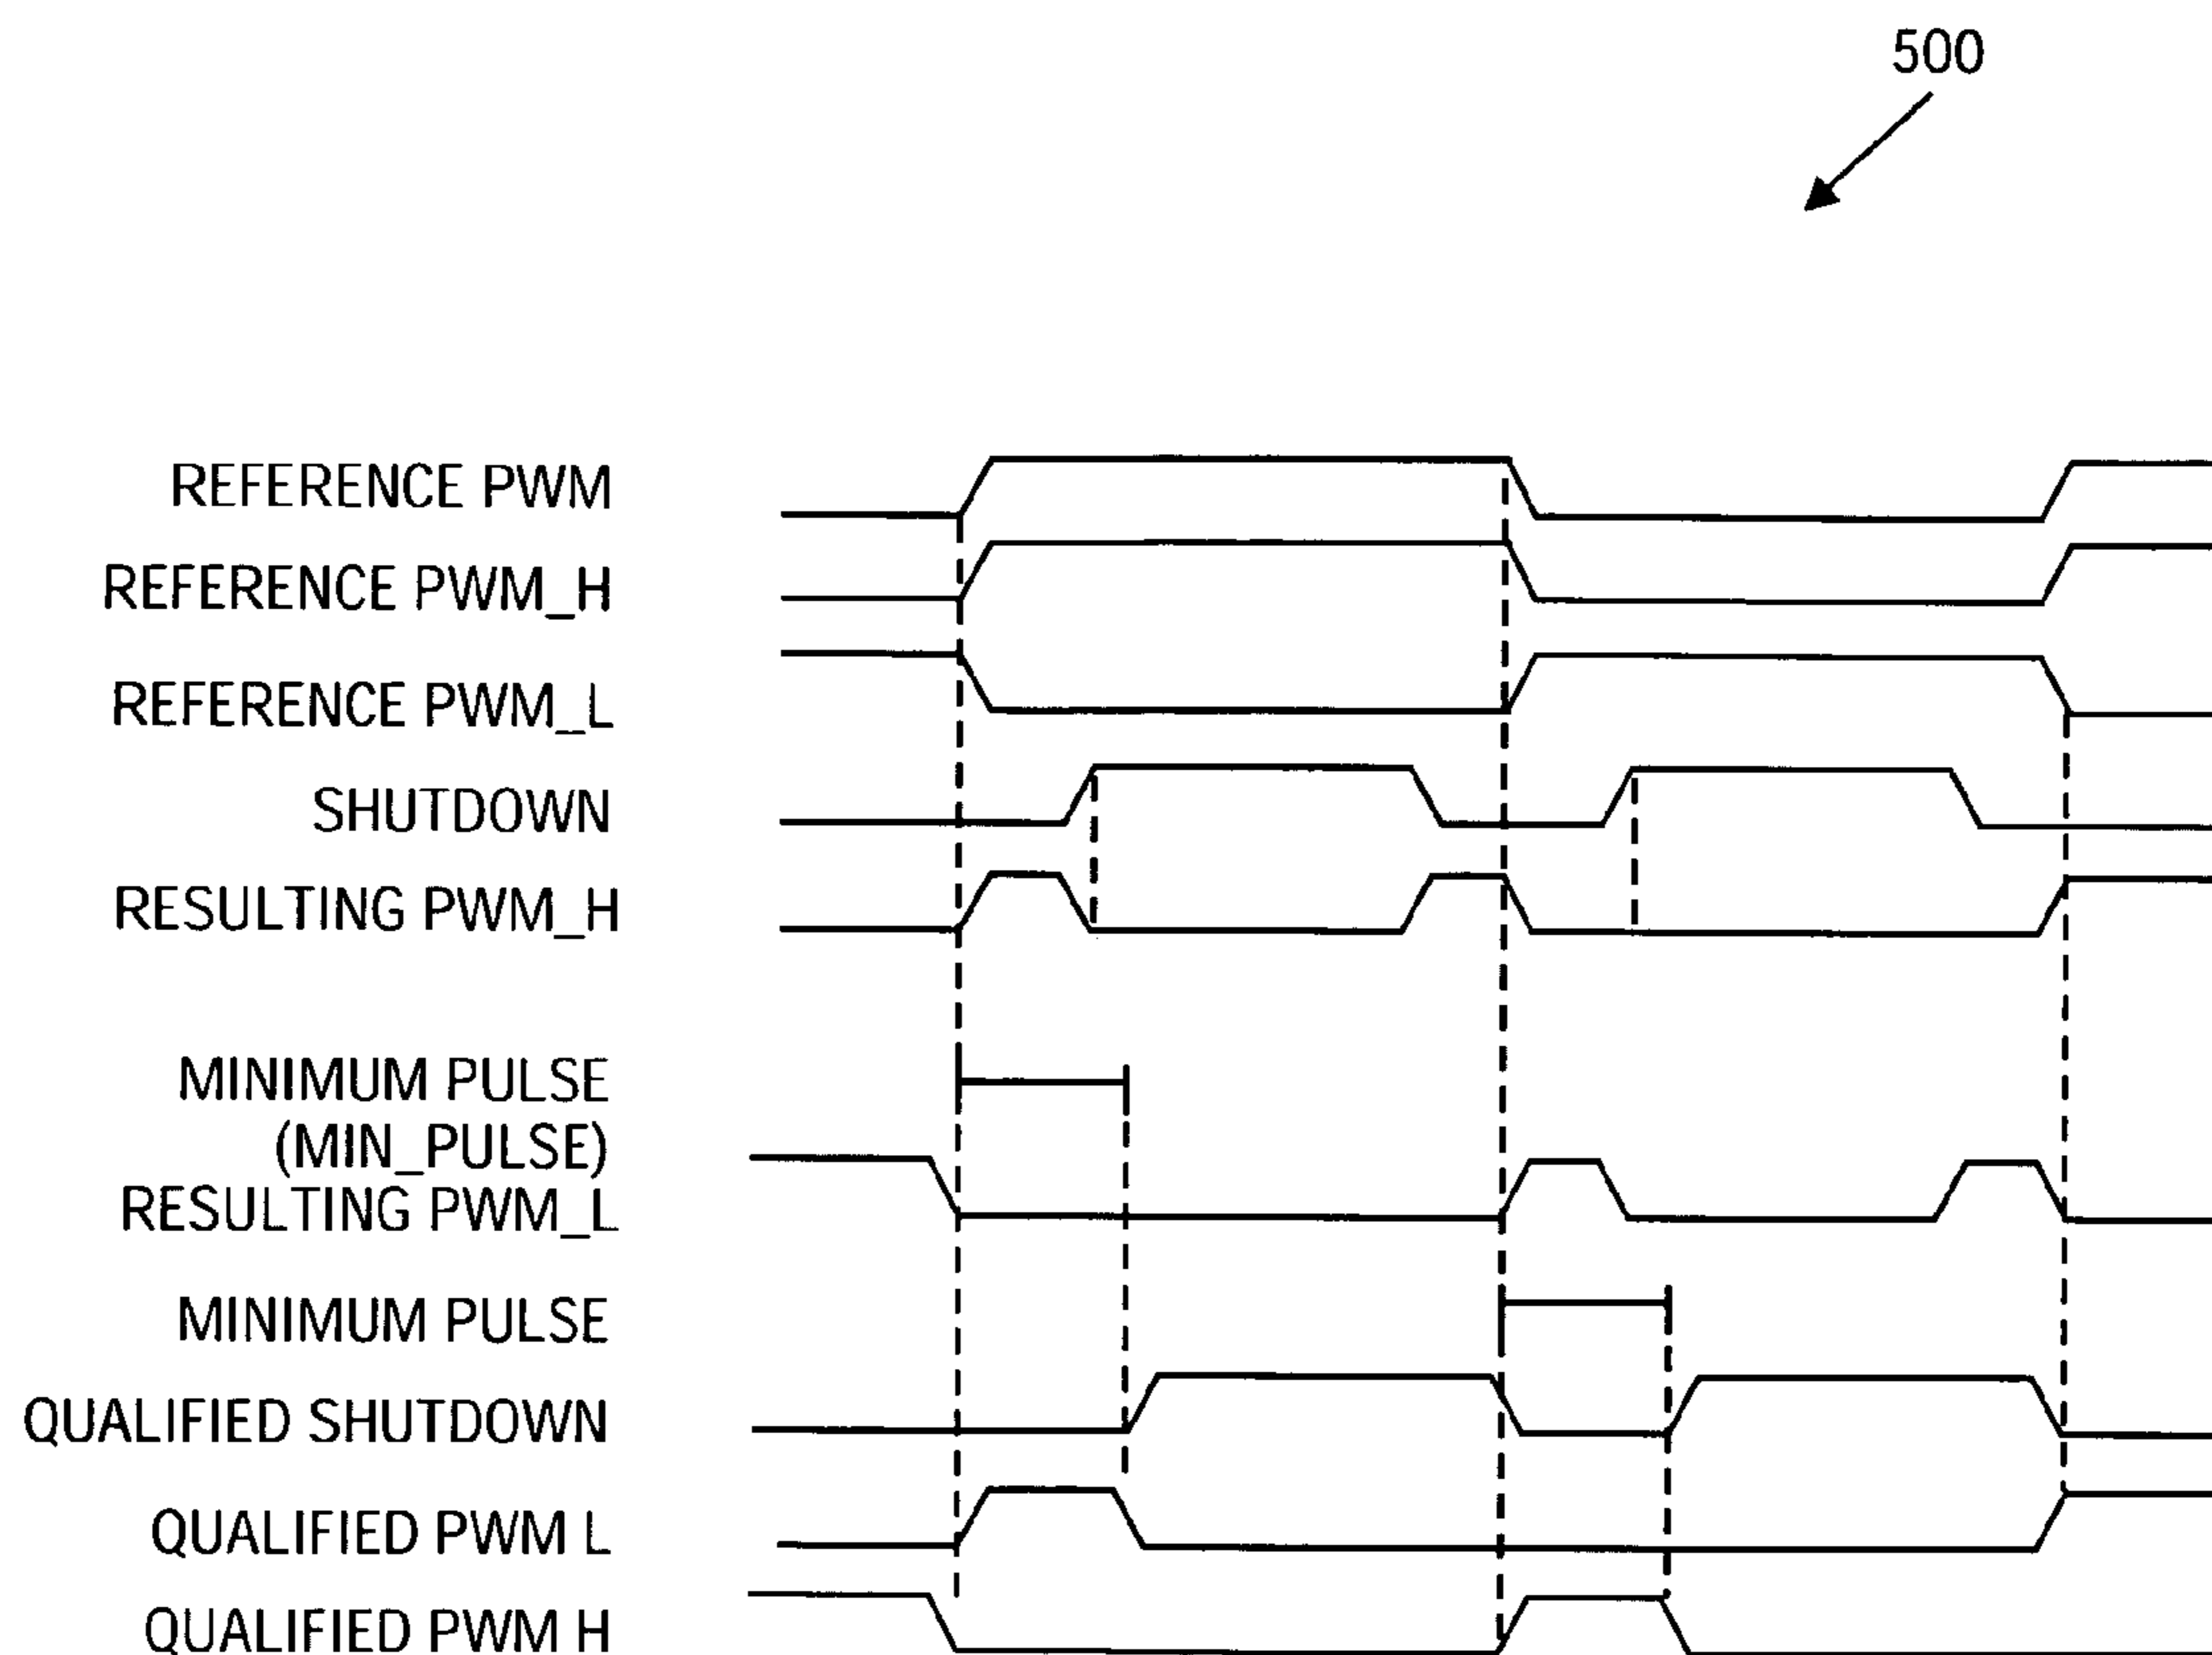 500
REFERENCE PWM
REFERENCE PWM_H
REFERENCE PWM_L
SHUTDOWN
RESULTING PWM_H
MINIMUM PULSE
(MIN_PULSE)
RESULTING PWM_L
MINIMUM PULSE
QUALIFIED SHUTDOWN
QUALIFIED PWM L
QUALIFIED PWM H